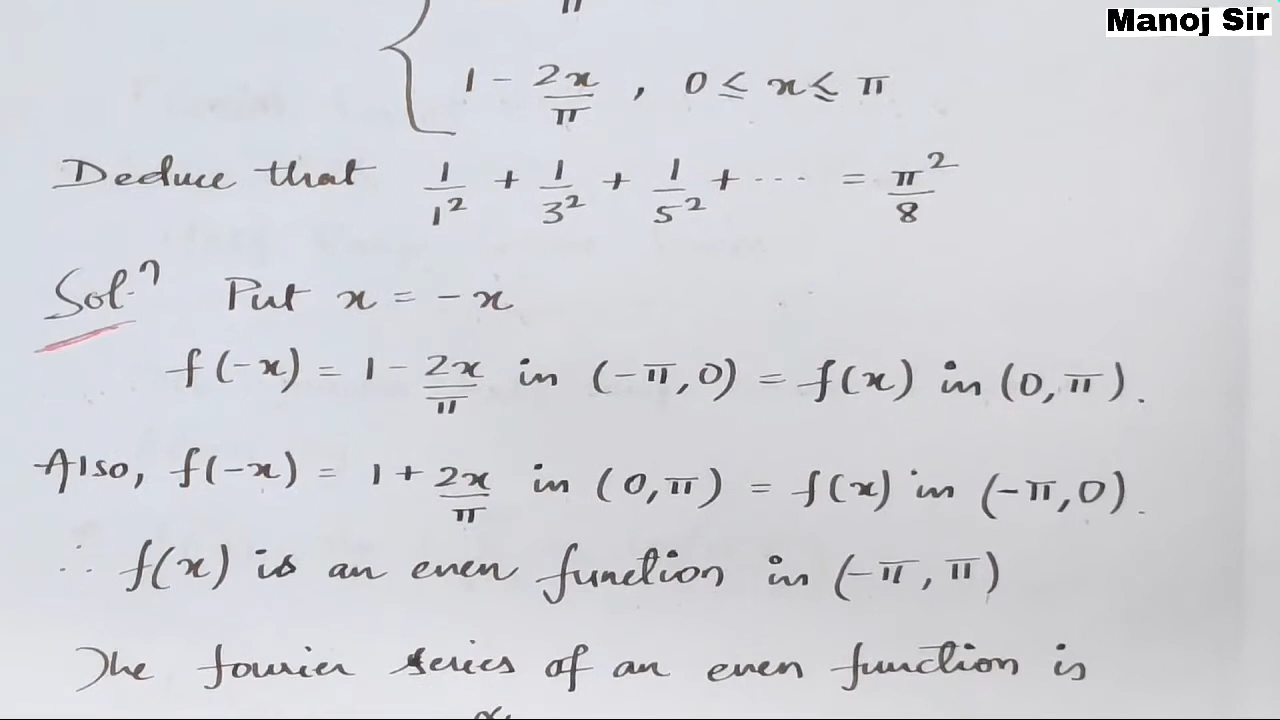 Manoj Sir
π
1 - 2x/π , 0 ≤ x ≤ π
Deduce that 1/1² + 1/3² + 1/5² + ··· = π²/8
Sol.ⁿ Put x = -x
f(-x) = 1 - 2x/π in (-π, 0) = f(x) in (0, π).
Also, f(-x) = 1 + 2x/π in (0, π) = f(x) in (-π, 0).
∴ f(x) is an even function in (-π, π)
The fourier series of an even function is